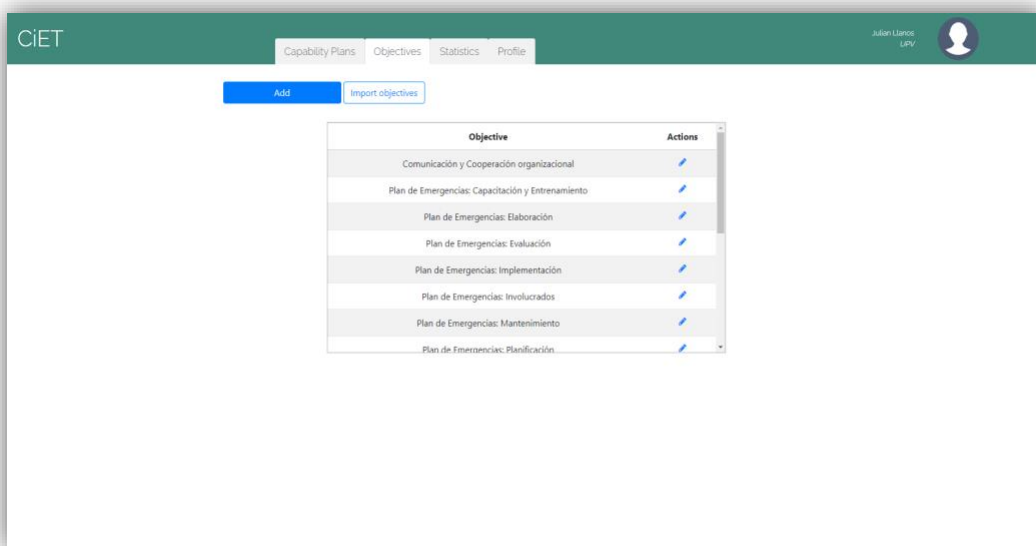 CiET
Julian Llanos
UPV
Capability Plans Objectives Statistics Profile
Add Import objectives
Objective Actions
Comunicación y Cooperación organizacional
Plan de Emergencias: Capacitación y Entrenamiento
Plan de Emergencias: Elaboración
Plan de Emergencias: Evaluación
Plan de Emergencias: Implementación
Plan de Emergencias: Involucrados
Plan de Emergencias: Mantenimiento
Plan de Emergencias: Planificación